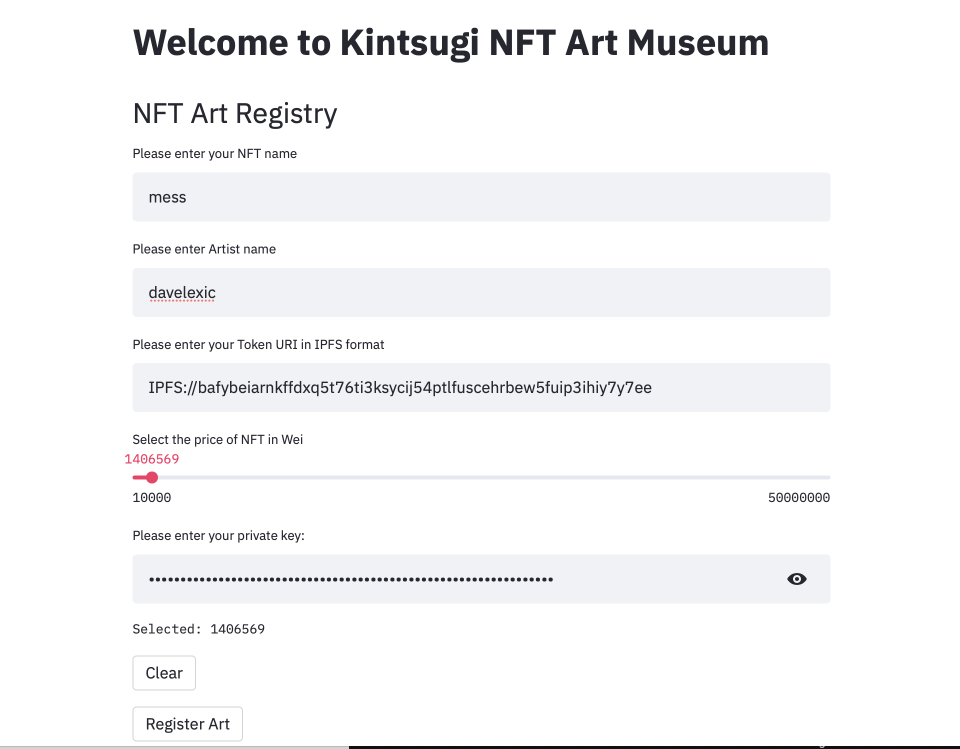 Welcome to Kintsugi NFT Art Museum
NFT Art Registry
Please enter your NFT name
mess
Please enter Artist name
davelexic
Please enter your Token URI in IPFS format
IPFS://bafybeiarnkffdxq5t76ti3ksycij54ptlfuscehrbew5fuip3ihiy7y7ee
Select the price of NFT in Wei
1406569
10000 50000000
Please enter your private key:
••••••••••••••••••••••••••••••••••••••••••••••••••••••••••••••••
Selected: 1406569
Clear
Register Art